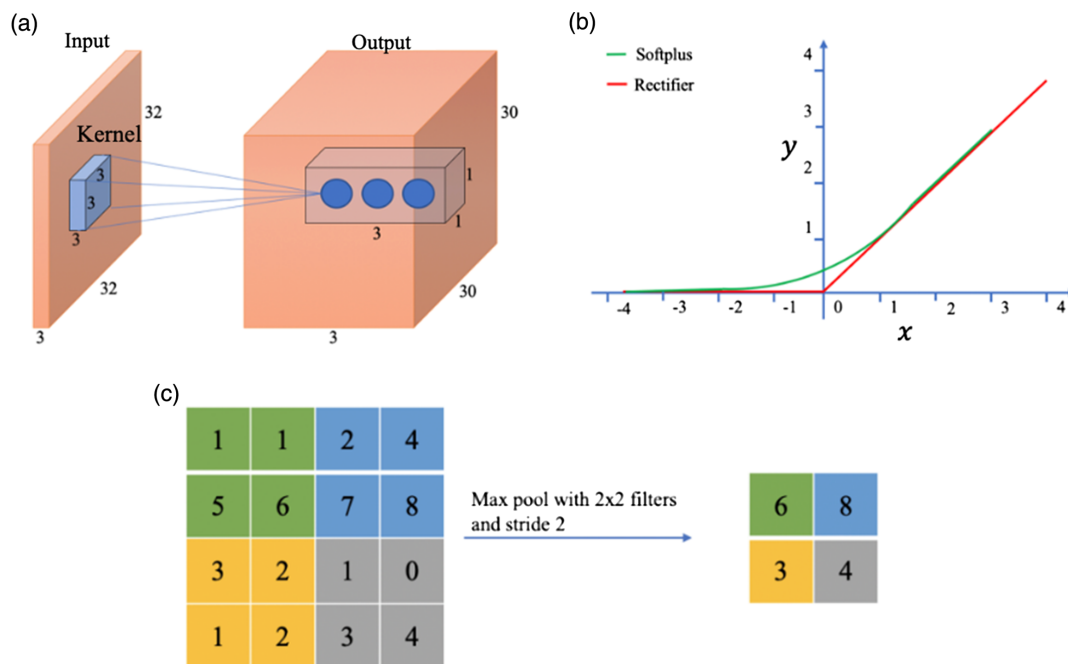 (a)
Input
Output
32
30
Kernel
3
3
3
1
1
3
32
30
3
3
(b)
Softplus
Rectifier
y
4
3
2
1
-4
-3
-2
-1
0
1
2
3
4
x
(c)
1 1 2 4
5 6 7 8
3 2 1 0
1 2 3 4
Max pool with 2x2 filters
and stride 2
6 8
3 4